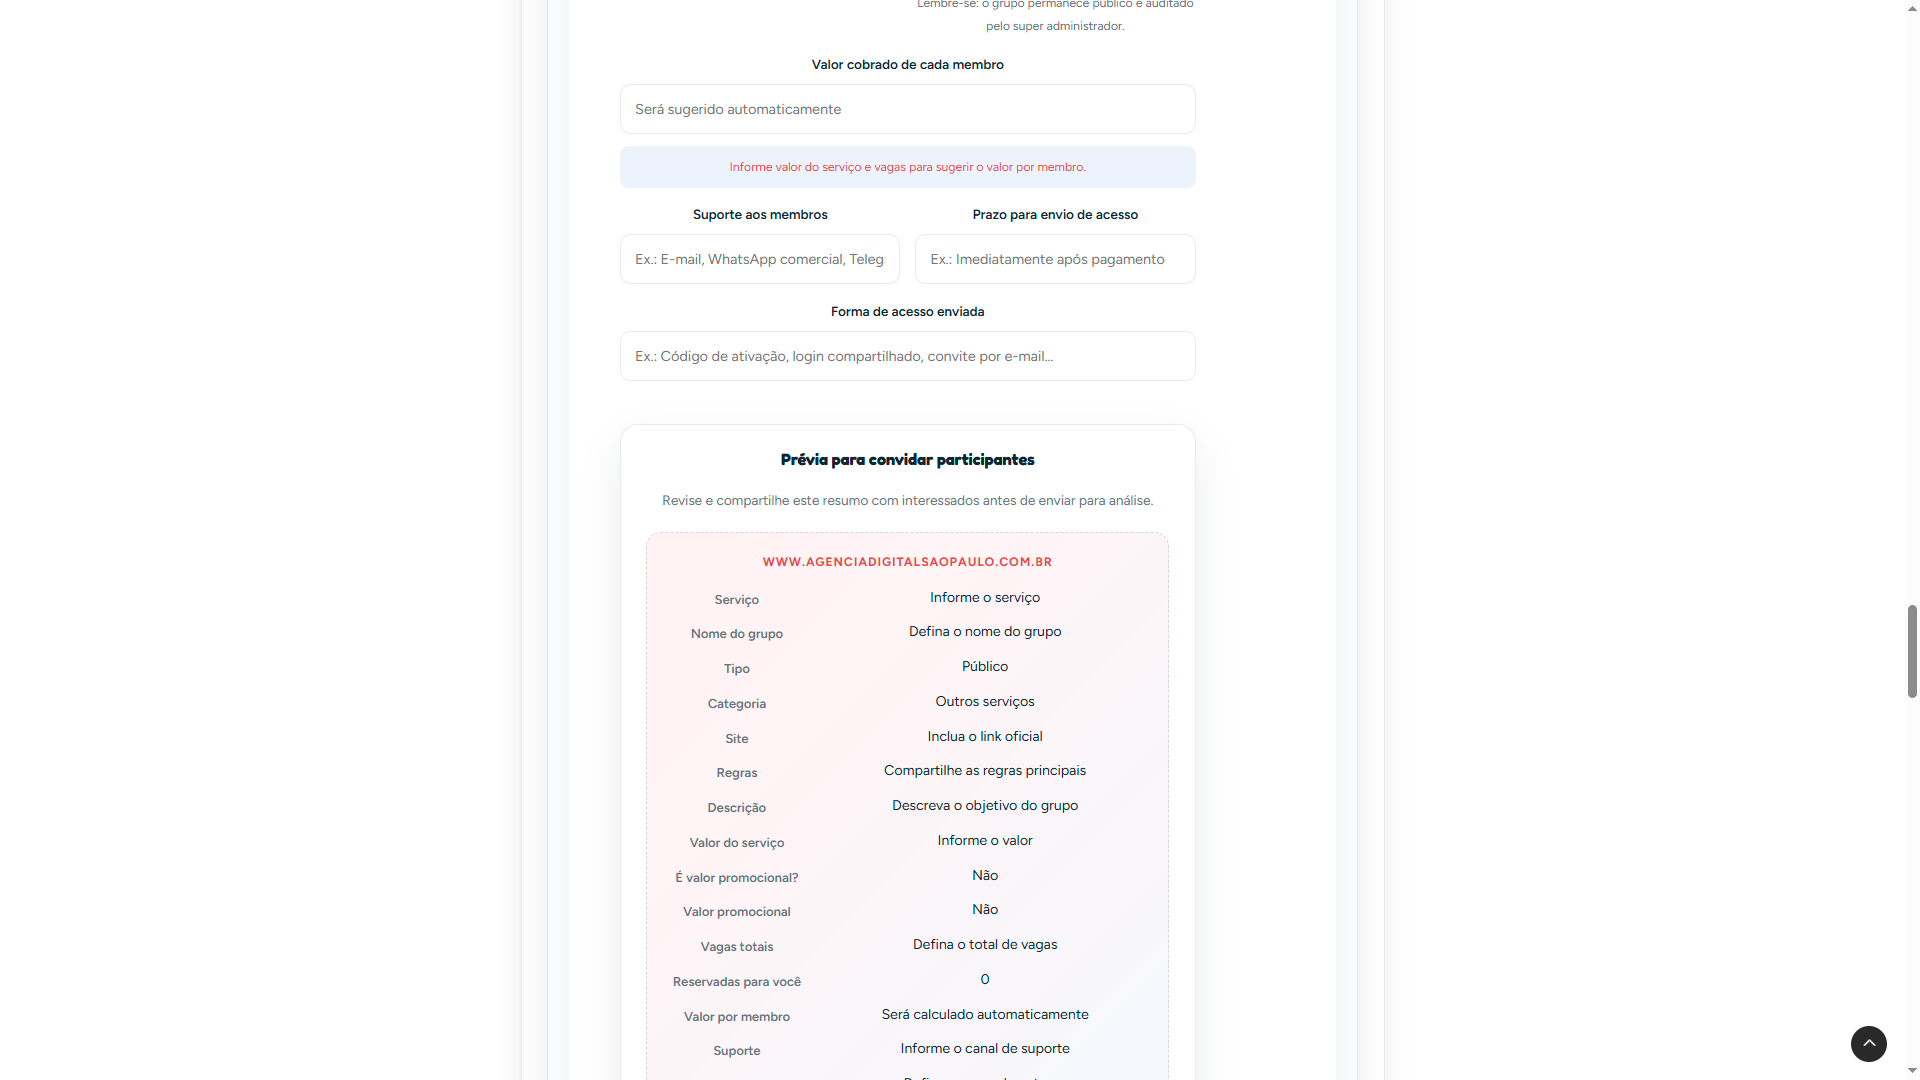 Lembre-se: o grupo permanece público e auditado
pelo super administrador.
Valor cobrado de cada membro
Será sugerido automaticamente
Informe valor do serviço e vagas para sugerir o valor por membro.
Suporte aos membros
Prazo para envio de acesso
Ex.: E-mail, WhatsApp comercial, Teleg
Ex.: Imediatamente após pagamento
Forma de acesso enviada
Ex.: Código de ativação, login compartilhado, convite por e-mail...
Prévia para convidar participantes
Revise e compartilhe este resumo com interessados antes de enviar para análise.
WWW.AGENCIADIGITALSAOPAULO.COM.BR
Serviço Informe o serviço
Nome do grupo Defina o nome do grupo
Tipo Público
Categoria Outros serviços
Site Inclua o link oficial
Regras Compartilhe as regras principais
Descrição Descreva o objetivo do grupo
Valor do serviço Informe o valor
É valor promocional? Não
Valor promocional Não
Vagas totais Defina o total de vagas
Reservadas para você 0
Valor por membro Será calculado automaticamente
Suporte Informe o canal de suporte